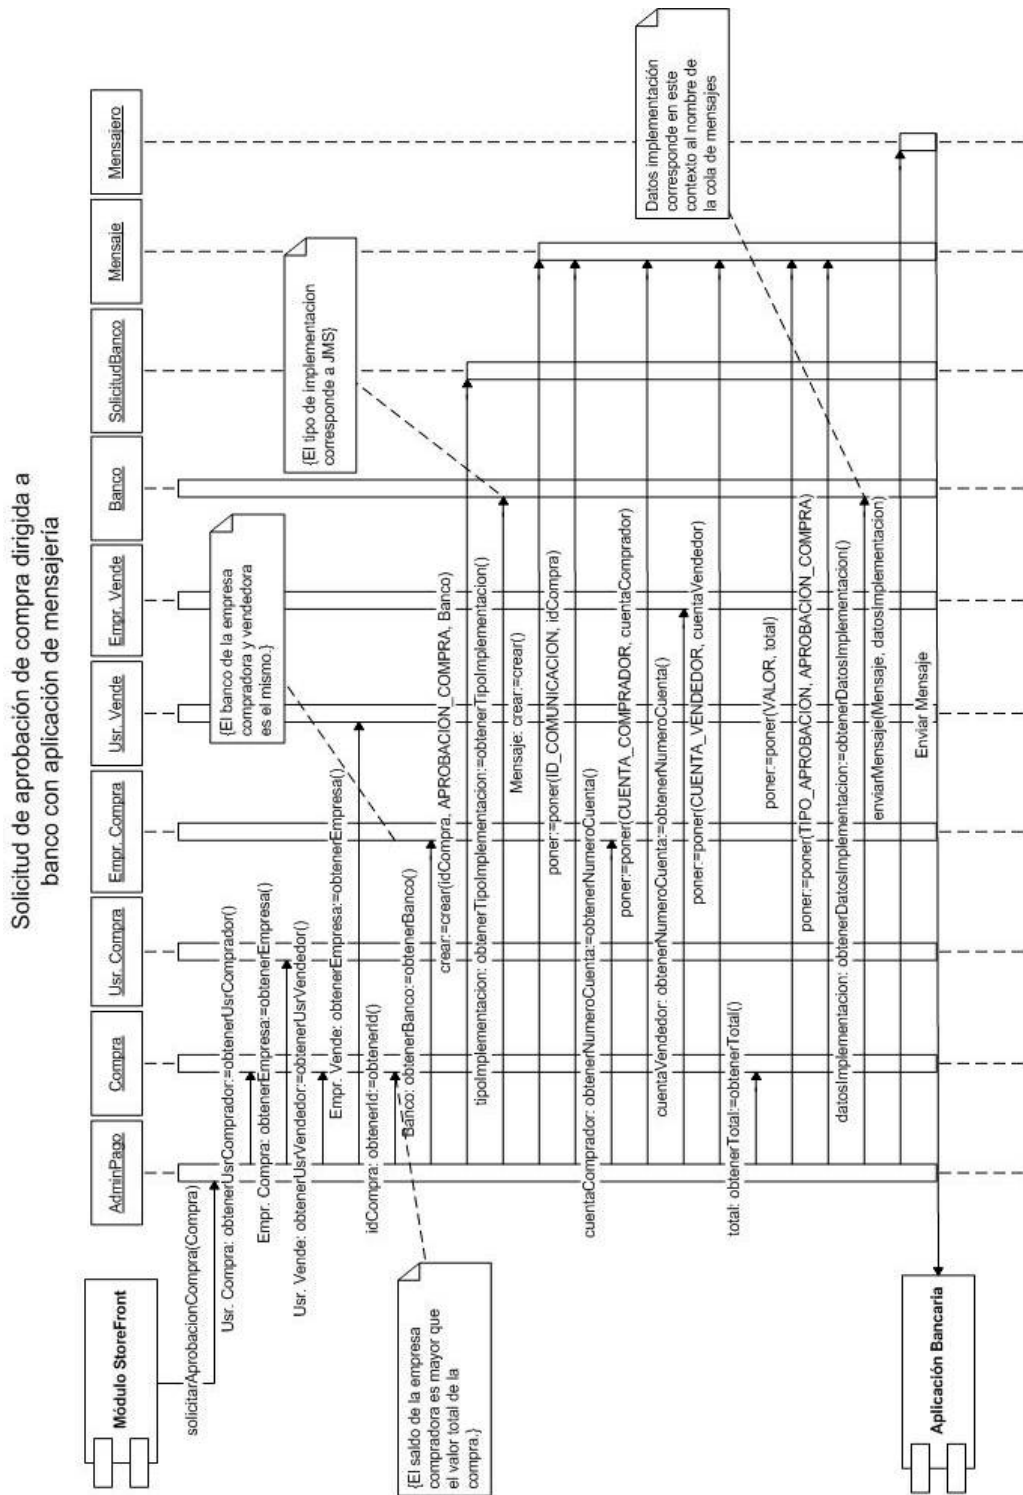 Solicitud de aprobación de compra dirigida a
banco con aplicación de mensajería
Módulo StoreFront
AdminPago
Compra
Usr. Compra
Empr. Compra
Usr. Vende
Empr. Vende
Banco
SolicitudBanco
Mensaje
Mensajero
solicitarAprobacionCompra(Compra)
Usr. Compra: obtenerUsrComprador:=obtenerUsrComprador()
Empr. Compra: obtenerEmpresa:=obtenerEmpresa()
Usr. Vende: obtenerUsrVendedor:=obtenerUsrVendedor()
Empr. Vende: obtenerEmpresa:=obtenerEmpresa()
idCompra: obtenerId:=obtenerId()
Banco: obtenerBanco:=obtenerBanco()
crear:=crear(idCompra, APROBACION_COMPRA, Banco)
tipoImplementacion: obtenerTipoImplementacion:=obtenerTipoImplementacion()
Mensaje: crear:=crear()
poner:=poner(ID_COMUNICACION, idCompra)
cuentaComprador: obtenerNumeroCuenta:=obtenerNumeroCuenta()
poner:=poner(CUENTA_COMPRADOR, cuentaComprador)
cuentaVendedor: obtenerNumeroCuenta:=obtenerNumeroCuenta()
poner:=poner(CUENTA_VENDEDOR, cuentaVendedor)
total: obtenerTotal:=obtenerTotal()
poner:=poner(VALOR, total)
poner:=poner(TIPO_APROBACION, APROBACION_COMPRA)
datosImplementacion: obtenerDatosImplementacion:=obtenerDatosImplementacion()
enviarMensaje(Mensaje, datosImplementacion)
Enviar Mensaje
{El saldo de la empresa
compradora es mayor que
el valor total de la
compra.}
{El banco de la empresa
compradora y vendedora
es el mismo.}
{El tipo de implementacion
corresponde a JMS}
Datos implementación
corresponde en este
contexto al nombre de
la cola de mensajes
Aplicación Bancaria